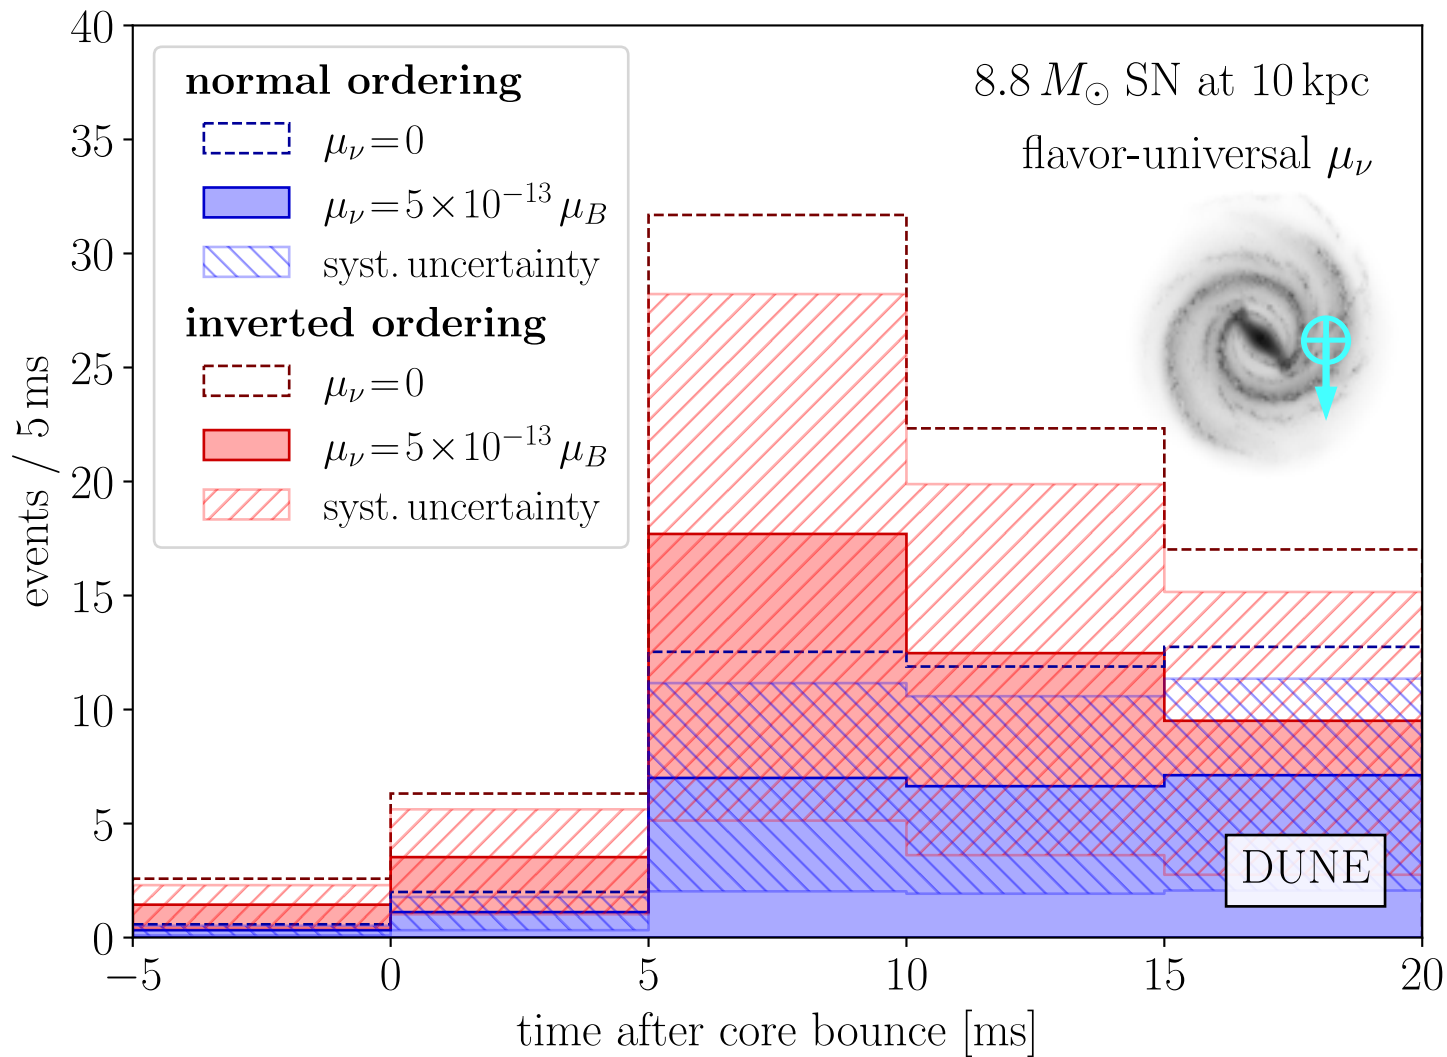 normal ordering
μν = 0
μν = 5×10⁻¹³ μB
syst. uncertainty
inverted ordering
μν = 0
μν = 5×10⁻¹³ μB
syst. uncertainty
8.8 M⊙ SN at 10 kpc
flavor-universal μν
DUNE
events / 5 ms
40
35
30
25
20
15
10
5
0
−5 0 5 10 15 20
time after core bounce [ms]